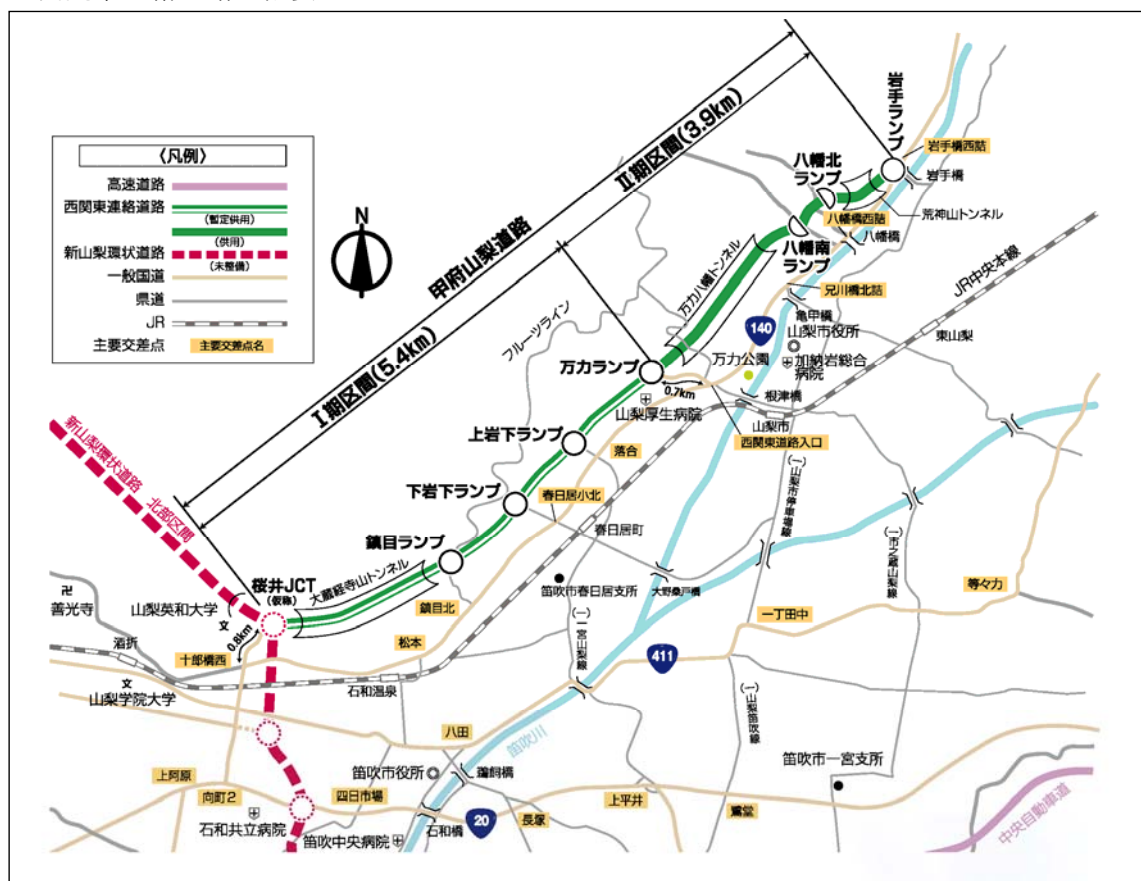 〈凡例〉
高速道路
西関東連絡道路
(暫定供用)
(供用)
新山梨環状道路
(未整備)
一般国道
県道
JR
主要交差点
主要交差点名
N
甲府山梨道路
Ⅰ期区間(5.4km)
Ⅱ期区間(3.9km)
岩手ランプ
岩手橋西詰
岩手橋
八幡北
ランプ
荒神山トンネル
八幡橋西詰
八幡橋
八幡南
ランプ
万力八幡トンネル
JR中央本線
兄川橋北詰
亀甲橋
フルーツライン
140
山梨市役所
東山梨
万力公園
加納岩総合
病院
万力ランプ
0.7km
根津橋
山梨厚生病院
山梨市
西関東道路入口
上岩下ランプ
落合
新山梨環状道路 北部区間
下岩下ランプ
春日居小北
(一)山梨市停車場線
春日居町
(一)市之蔵山梨線
鎮目ランプ
大蔵経寺山トンネル
桜井JCT
(仮称)
笛吹市春日居支所
大野桑戸橋
等々力
善光寺
山梨英和大学
鎮目北
一丁田中
0.8km
松本
(一)一宮山梨線
酒折
十郎橋西
411
山梨学院大学
石和温泉
(一)山梨笛吹線
八田
笛吹川
笛吹市一宮支所
上阿原
笛吹市役所
鵜飼橋
向町2
四日市場
上平井
鵞堂
石和共立病院
石和橋
20
長塚
笛吹中央病院
中央自動車道